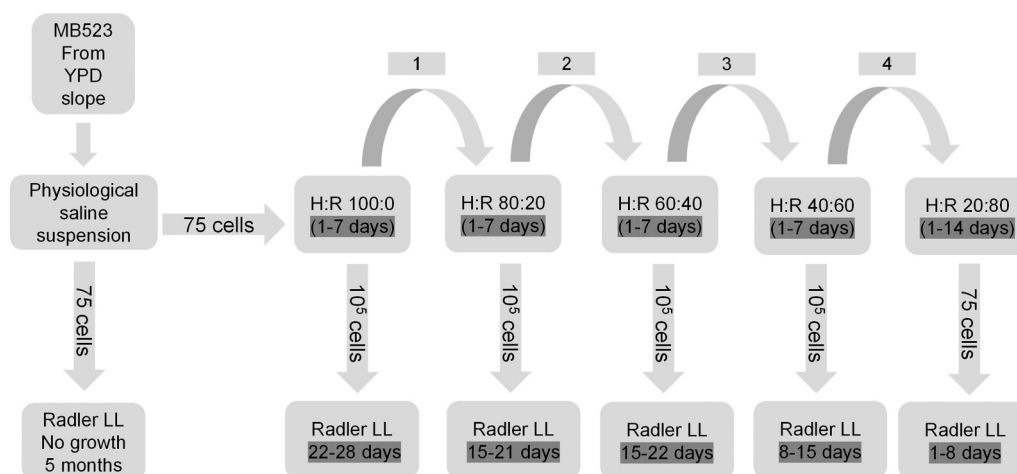 MB523
From
YPD
slope
1
2
3
4
Physiological
saline
suspension
75 cells
H:R 100:0
(1-7 days)
H:R 80:20
(1-7 days)
H:R 60:40
(1-7 days)
H:R 40:60
(1-7 days)
H:R 20:80
(1-14 days)
75 cells
10⁵ cells
10⁵ cells
10⁵ cells
10⁵ cells
75 cells
Radler LL
No growth
5 months
Radler LL
22-28 days
Radler LL
15-21 days
Radler LL
15-22 days
Radler LL
8-15 days
Radler LL
1-8 days